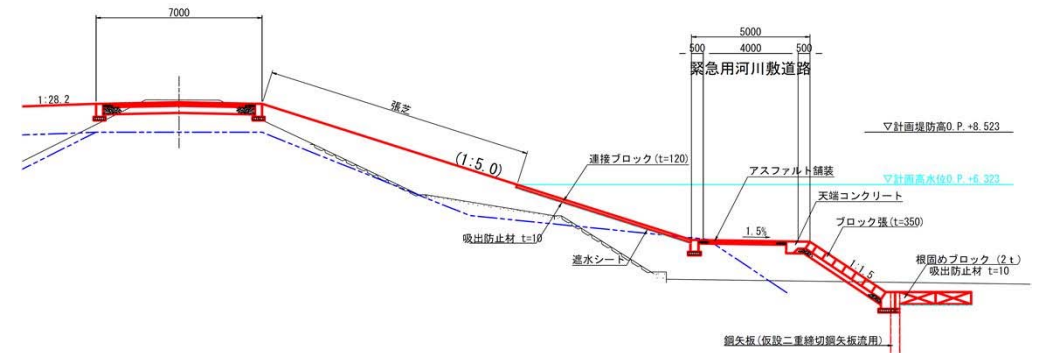 7000
5000
500 4000 500
緊急用河川敷道路
1:28.2
張芝
▽計画堤防高O.P.+8.523
(1:5.0)
連接ブロック(t=120)
アスファルト舗装
▽計画高水位O.P.+6.323
天端コンクリート
ブロック張(t=350)
1.5%
吸出防止材 t=10
遮水シート
1:1.5
根固めブロック (2t)
吸出防止材 t=10
鋼矢板(仮設二重締切鋼矢板流用)